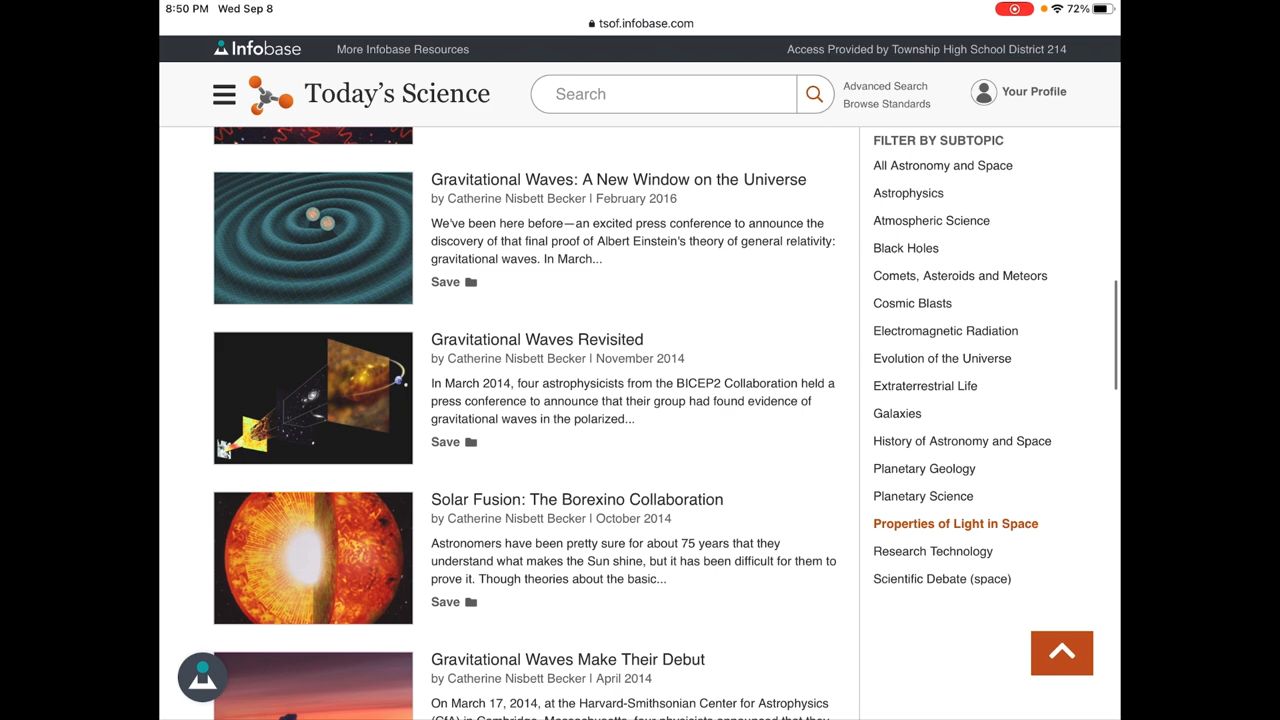 8:50 PM Wed Sep 8
72%
tsof.infobase.com
Infobase
More Infobase Resources
Access Provided by Township High School District 214
Today's Science
Search
Advanced Search
Browse Standards
Your Profile
Gravitational Waves: A New Window on the Universe
by Catherine Nisbett Becker | February 2016
We've been here before—an excited press conference to announce the
discovery of that final proof of Albert Einstein's theory of general relativity:
gravitational waves. In March...
Save
Gravitational Waves Revisited
by Catherine Nisbett Becker | November 2014
In March 2014, four astrophysicists from the BICEP2 Collaboration held a
press conference to announce that their group had found evidence of
gravitational waves in the polarized...
Save
Solar Fusion: The Borexino Collaboration
by Catherine Nisbett Becker | October 2014
Astronomers have been pretty sure for about 75 years that they
understand what makes the Sun shine, but it has been difficult for them to
prove it. Though theories about the basic...
Save
Gravitational Waves Make Their Debut
by Catherine Nisbett Becker | April 2014
On March 17, 2014, at the Harvard-Smithsonian Center for Astrophysics
(CfA) in Cambridge, Massachusetts, four physicists announced that they
FILTER BY SUBTOPIC
All Astronomy and Space
Astrophysics
Atmospheric Science
Black Holes
Comets, Asteroids and Meteors
Cosmic Blasts
Electromagnetic Radiation
Evolution of the Universe
Extraterrestrial Life
Galaxies
History of Astronomy and Space
Planetary Geology
Planetary Science
Properties of Light in Space
Research Technology
Scientific Debate (space)